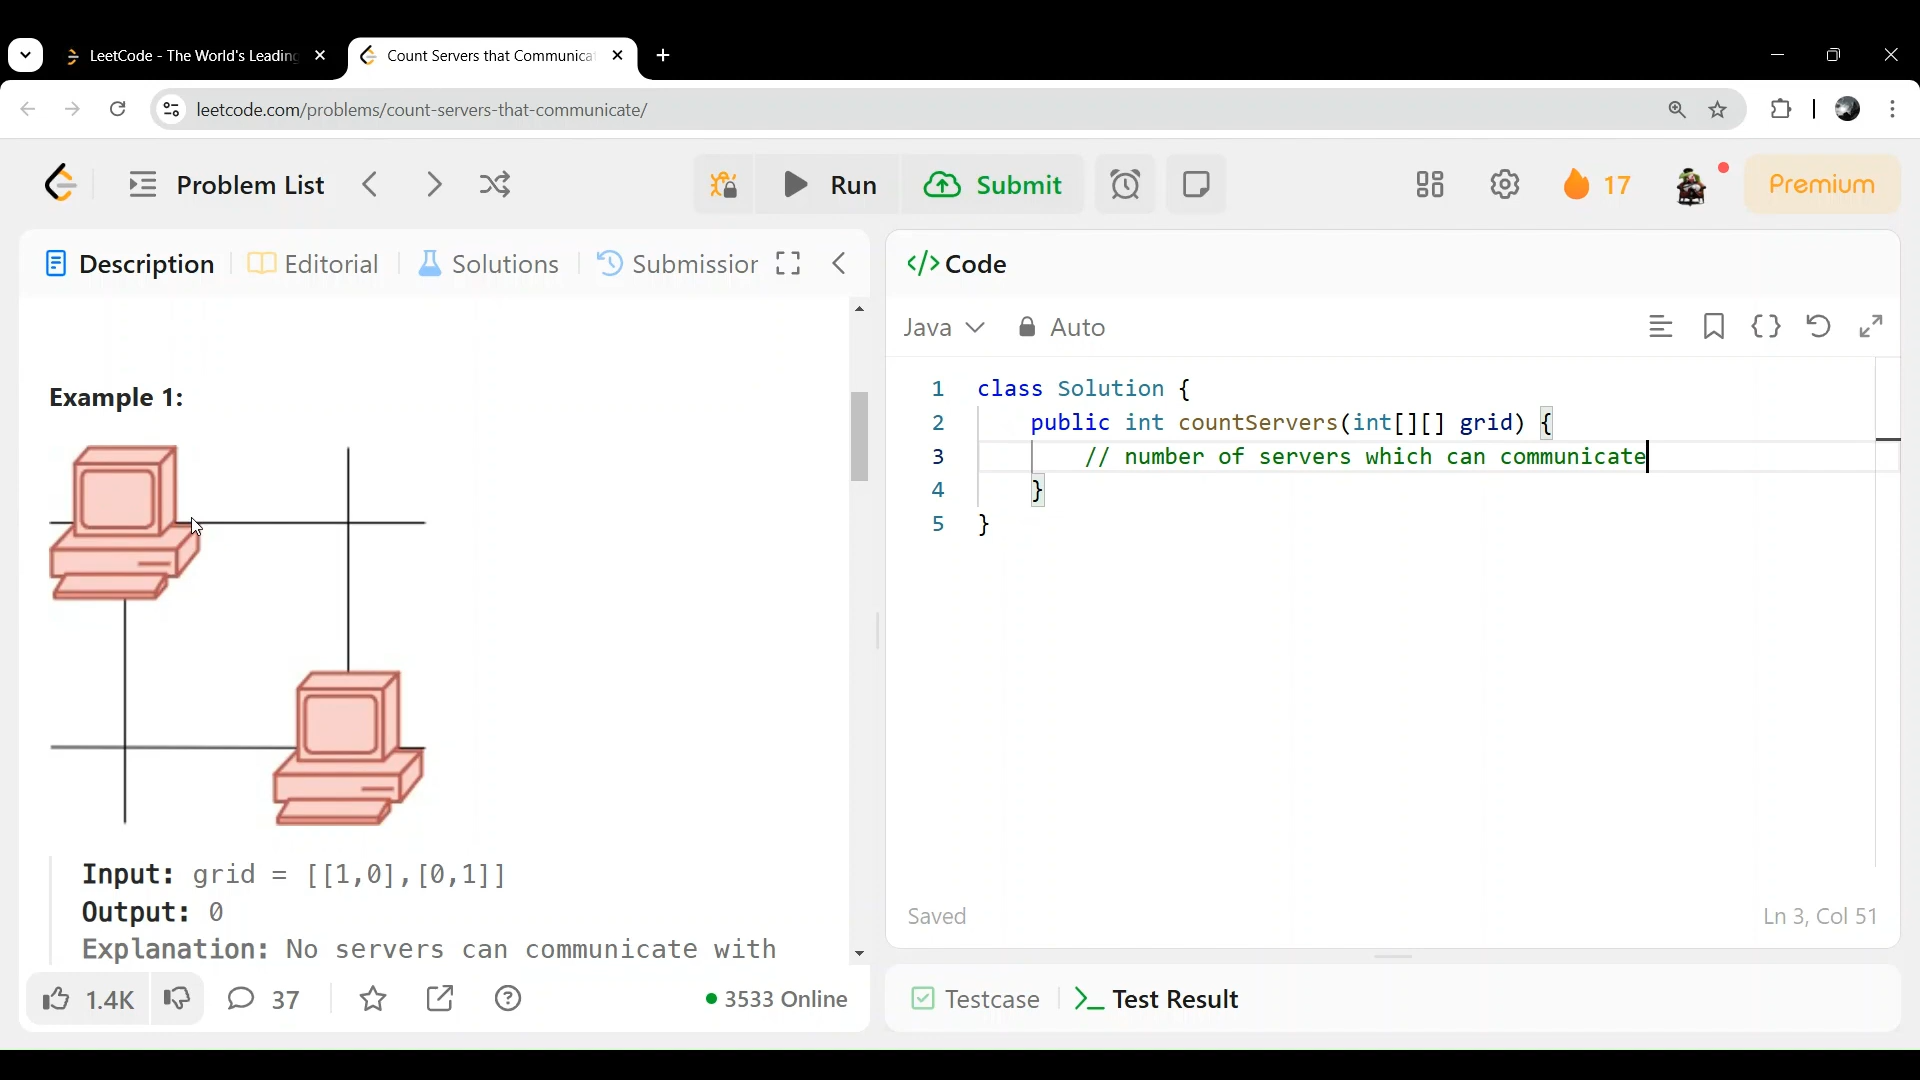 LeetCode - The World's Leading
Count Servers that Communica
leetcode.com/problems/count-servers-that-communicate/
Problem List
Run
Submit
17
Premium
Description
Editorial
Solutions
Submission
</> Code
Java
Auto
Example 1:
Input: grid = [[1,0],[0,1]]
Output: 0
Explanation: No servers can communicate with
1 class Solution {
2 public int countServers(int[][] grid) {
3 // number of servers which can communicate
4 }
5 }
Saved
Ln 3, Col 51
1.4K
37
3533 Online
Testcase
Test Result